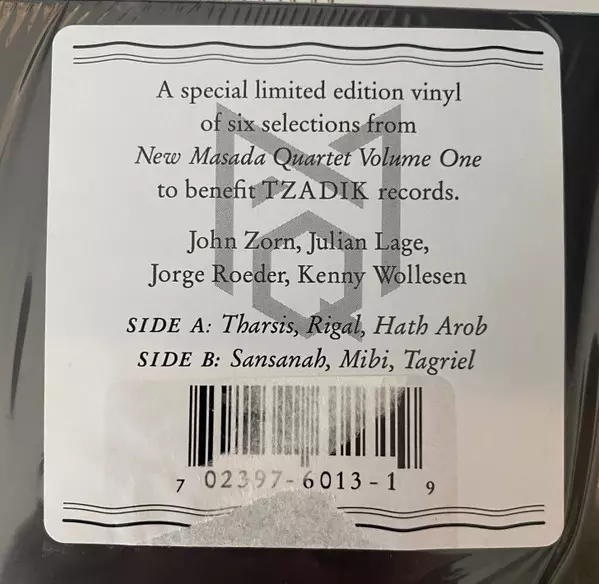 A special limited edition vinyl
of six selections from
New Masada Quartet Volume One
to benefit TZADIK records.
John Zorn, Julian Lage,
Jorge Roeder, Kenny Wollesen
SIDE A: Tharsis, Rigal, Hath Arob
SIDE B: Sansanah, Mibi, Tagriel
7 02397-6013-1 9